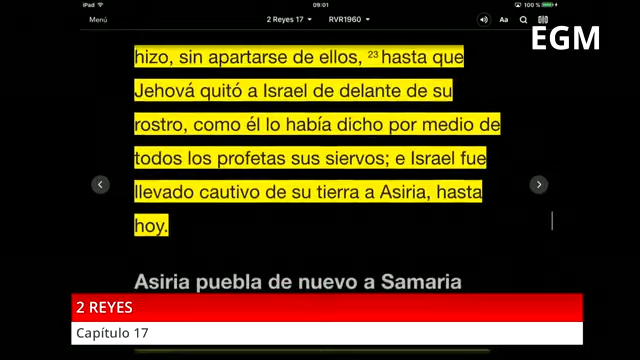 iPad
09:01
100 %
Menú
2 Reyes 17
RVR1960
Aa
EGM
hizo, sin apartarse de ellos, 23 hasta que
Jehová quitó a Israel de delante de su
rostro, como él lo había dicho por medio de
todos los profetas sus siervos; e Israel fue
llevado cautivo de su tierra a Asiria, hasta
hoy.
Asiria puebla de nuevo a Samaria
2 REYES
Capítulo 17